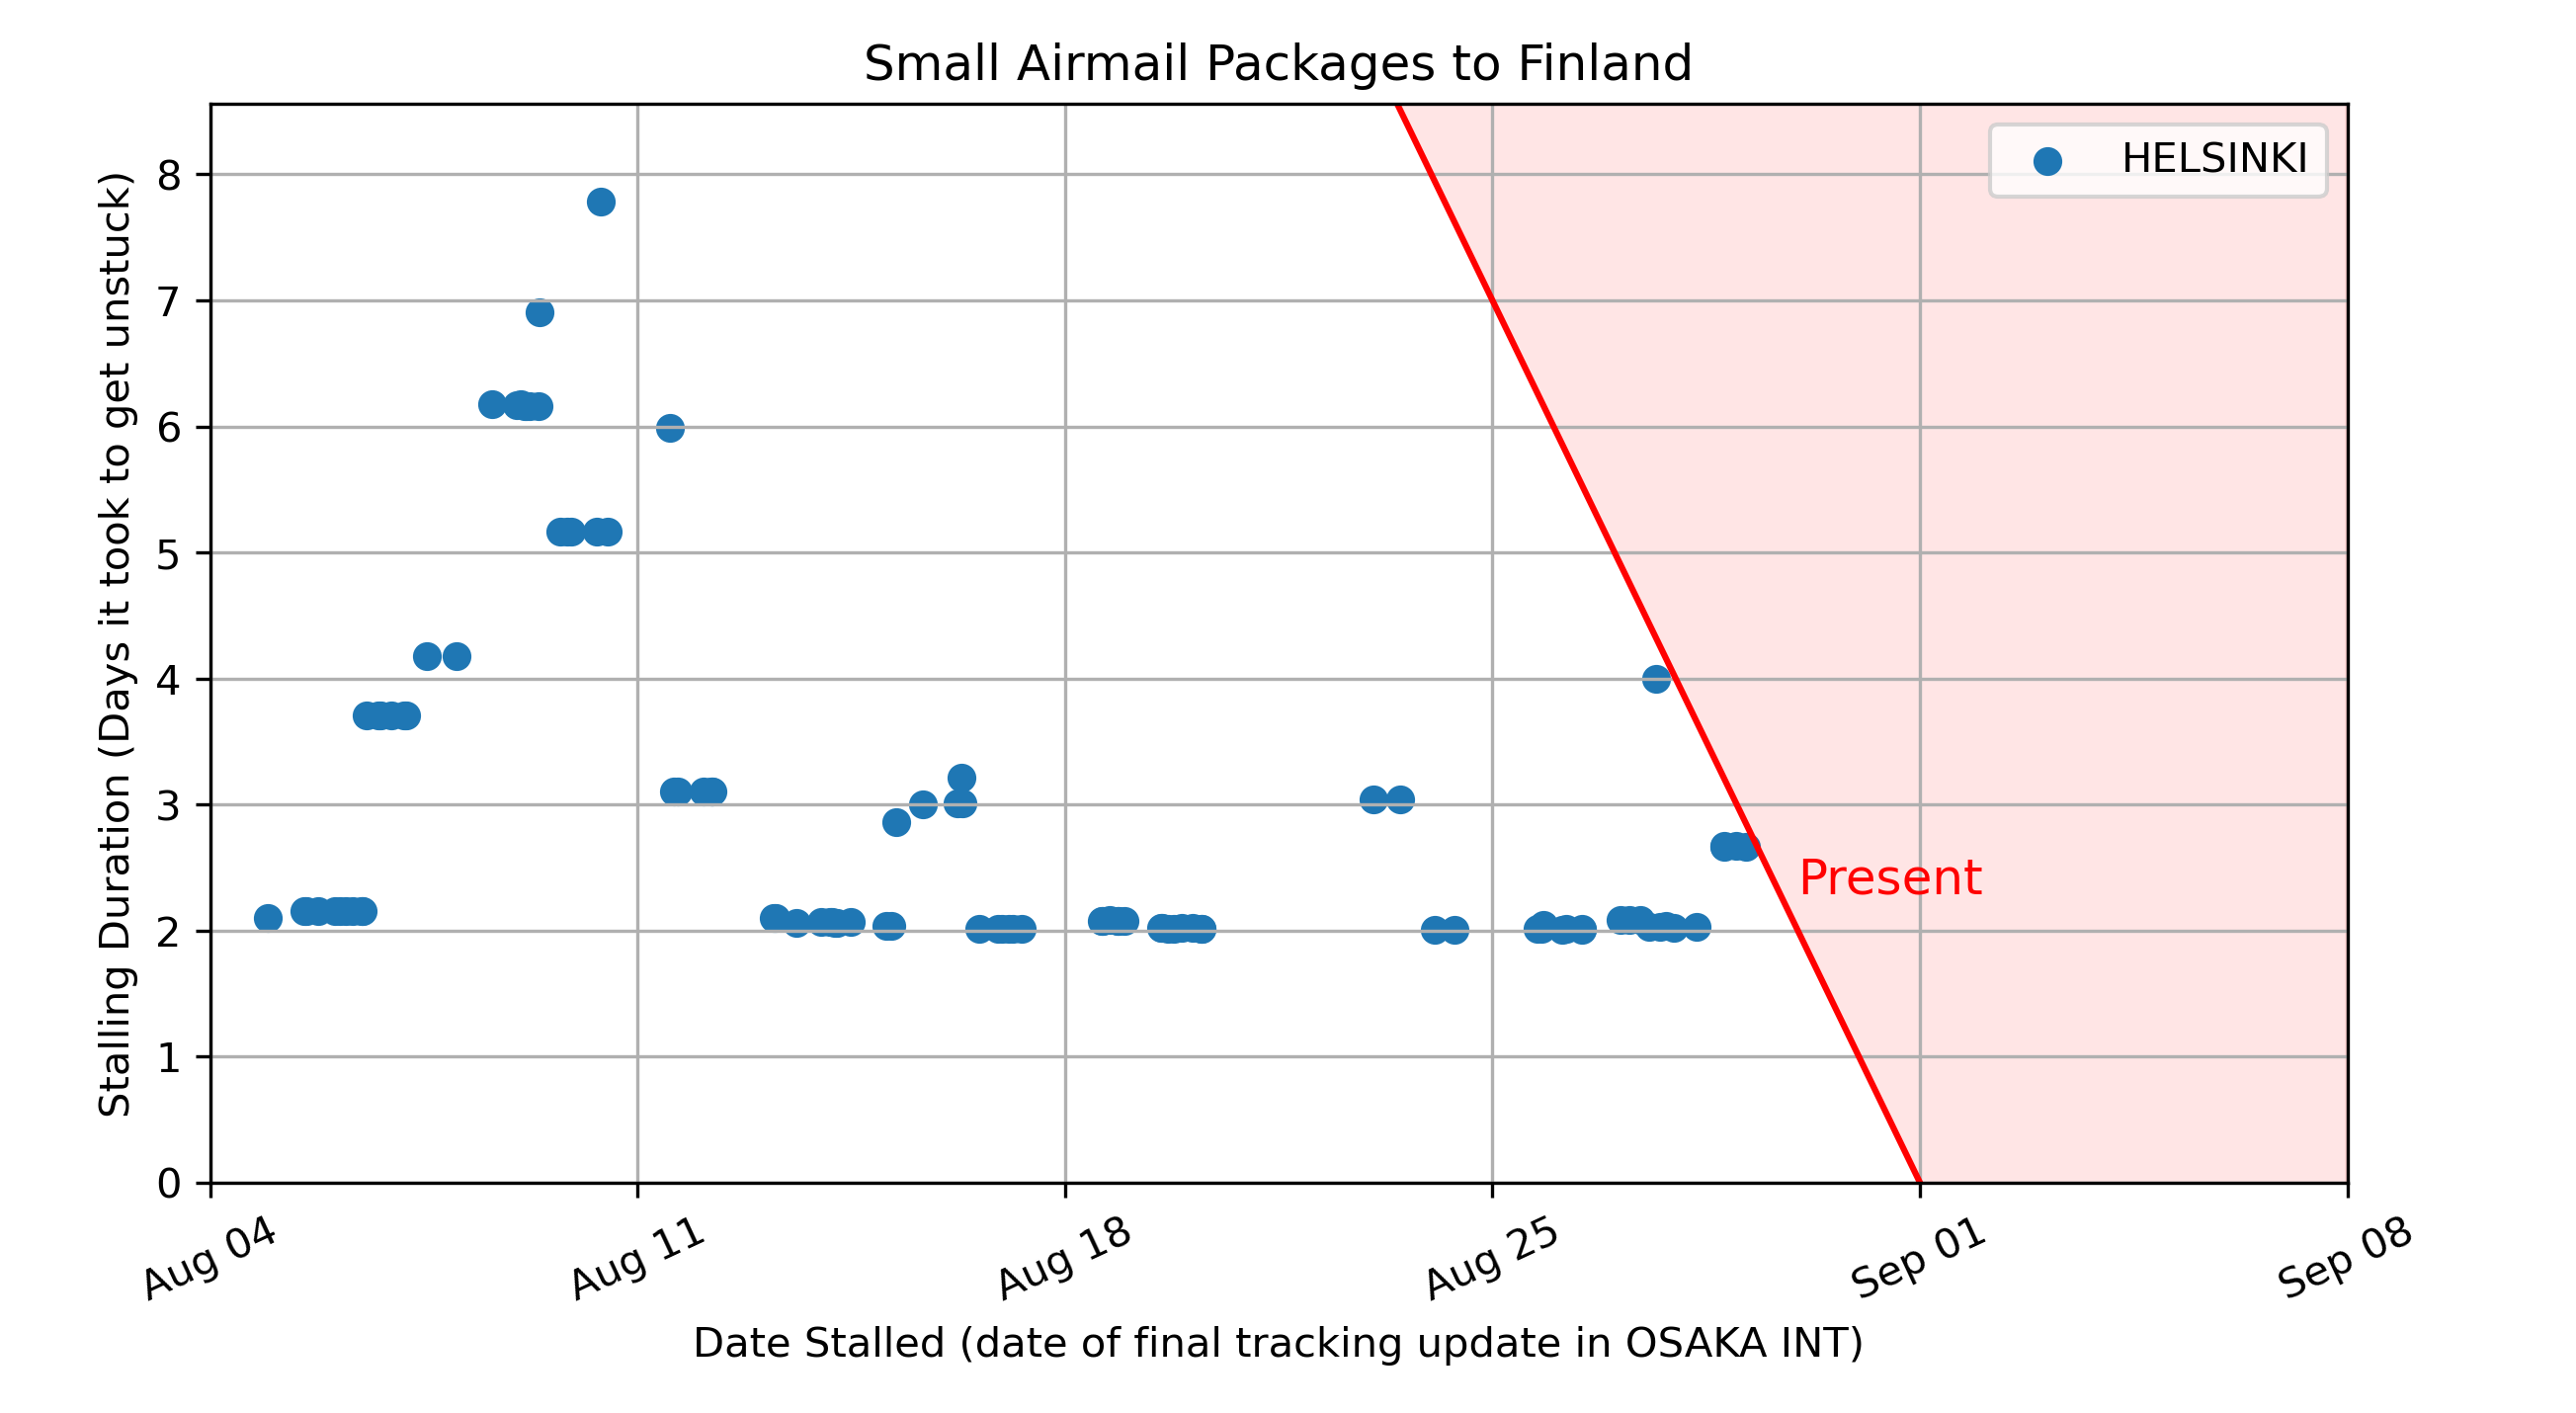 Small Airmail Packages to Finland
HELSINKI
Stalling Duration (Days it took to get unstuck)
8
7
6
5
4
3
2
1
0
Present
Aug 04
Aug 11
Aug 18
Aug 25
Sep 01
Sep 08
Date Stalled (date of final tracking update in OSAKA INT)